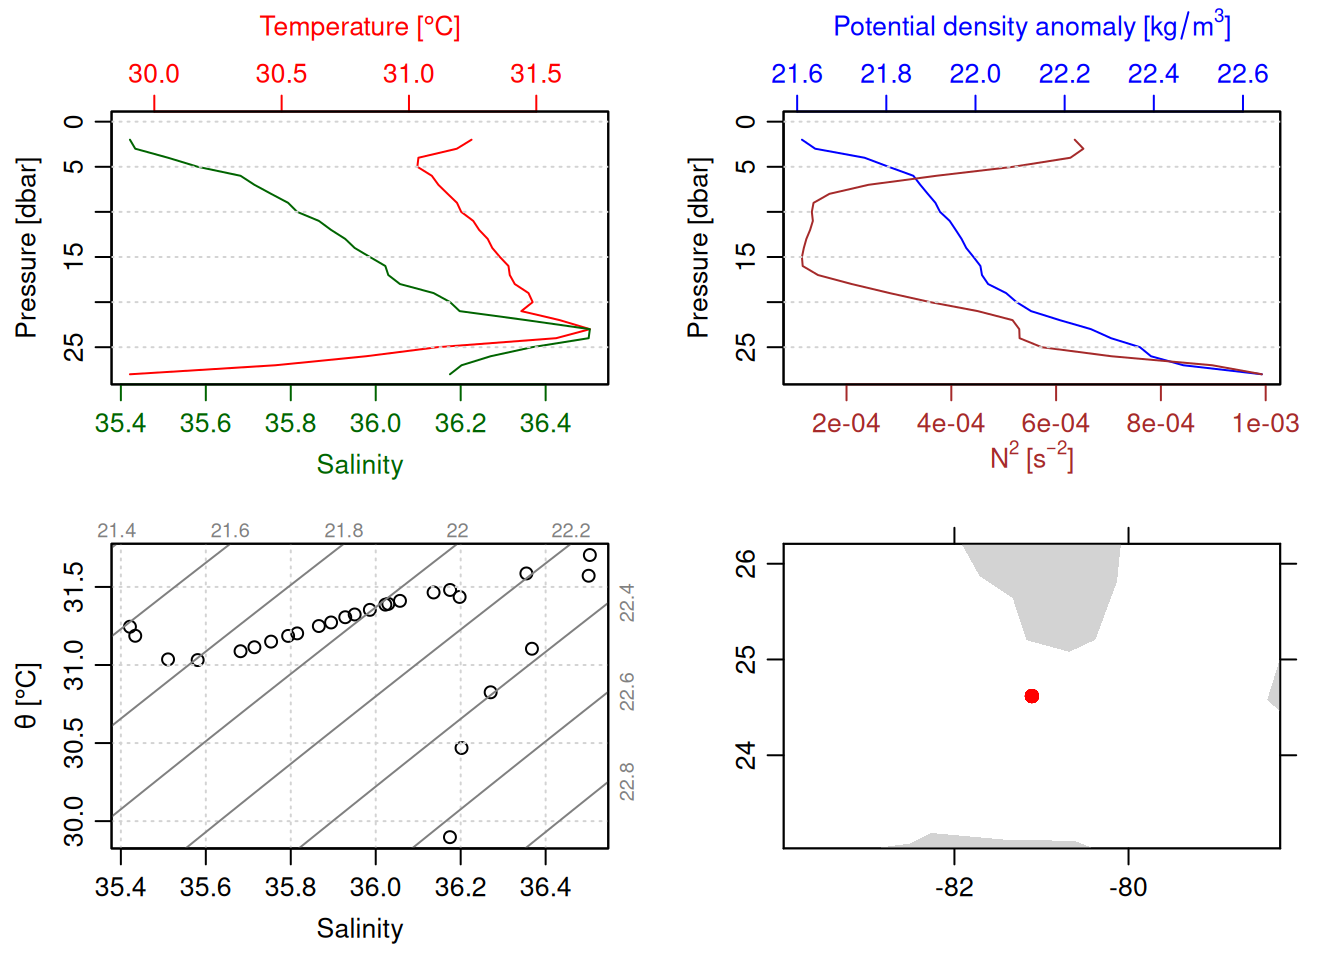 Temperature [°C]
30.0 30.5 31.0 31.5
Pressure [dbar]
0 5 15 25
35.4 35.6 35.8 36.0 36.2 36.4
Salinity
Potential density anomaly [kg/m³]
21.6 21.8 22.0 22.2 22.4 22.6
Pressure [dbar]
0 5 15 25
2e-04 4e-04 6e-04 8e-04 1e-03
N² [s⁻²]
21.4 21.6 21.8 22 22.2
22.4 22.6 22.8
θ [°C]
31.5 31.0 30.5 30.0
35.4 35.6 35.8 36.0 36.2 36.4
Salinity
26 25 24
-82 -80